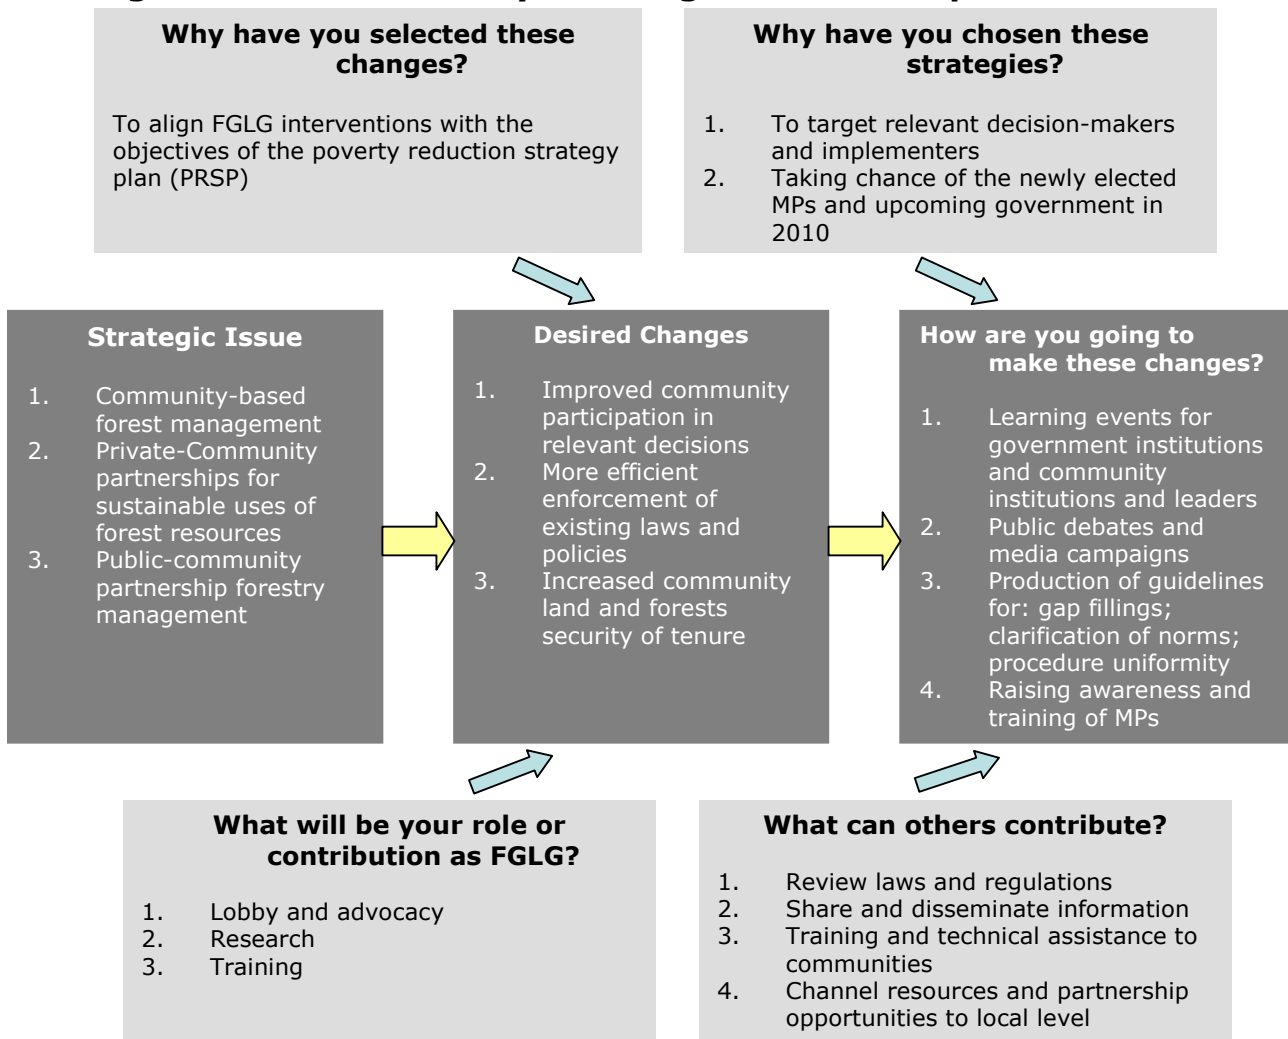 Why have you selected these
changes?
To align FGLG interventions with the
objectives of the poverty reduction strategy
plan (PRSP)
Why have you chosen these
strategies?
1. To target relevant decision-makers
and implementers
2. Taking chance of the newly elected
MPs and upcoming government in
2010
Strategic Issue
1. Community-based
forest management
2. Private-Community
partnerships for
sustainable uses of
forest resources
3. Public-community
partnership forestry
management
Desired Changes
1. Improved community
participation in
relevant decisions
2. More efficient
enforcement of
existing laws and
policies
3. Increased community
land and forests
security of tenure
How are you going to
make these changes?
1. Learning events for
government institutions
and community
institutions and leaders
2. Public debates and
media campaigns
3. Production of guidelines
for: gap fillings;
clarification of norms;
procedure uniformity
4. Raising awareness and
training of MPs
What will be your role or
contribution as FGLG?
1. Lobby and advocacy
2. Research
3. Training
What can others contribute?
1. Review laws and regulations
2. Share and disseminate information
3. Training and technical assistance to
communities
4. Channel resources and partnership
opportunities to local level